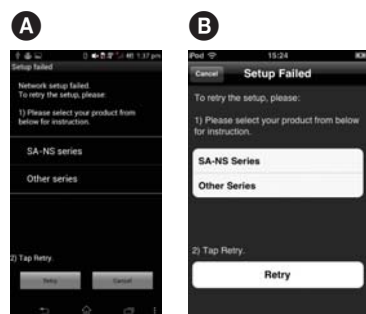 A
B
1:37 pm
Setup failed
Network setup failed.
To retry the setup, please:
1) Please select your product from
below for instruction.
SA-NS series
Other series
2) Tap Retry.
Retry
Cancel
iPod
15:24
Cancel
Setup Failed
To retry the setup, please:
1) Please select your product from below
for instruction.
SA-NS Series
Other Series
2) Tap Retry.
Retry